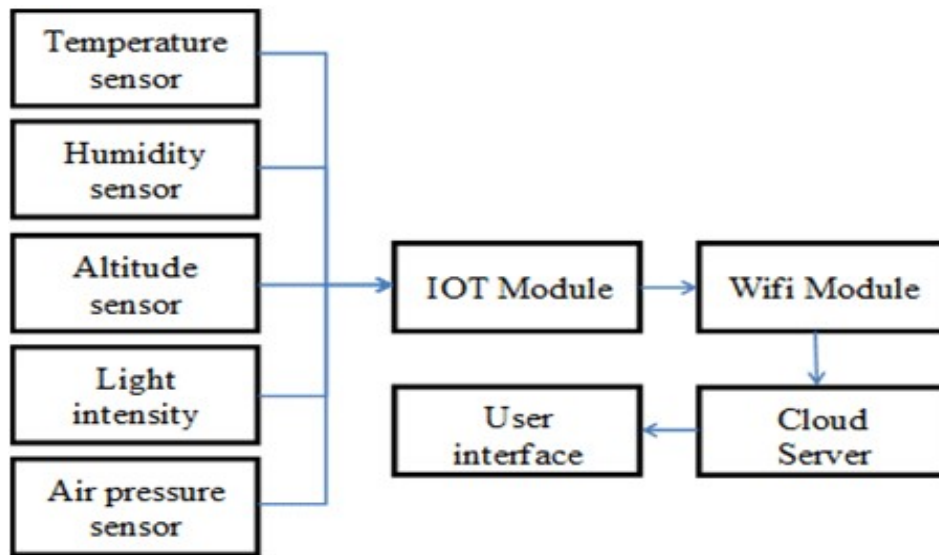 Temperature
sensor
Humidity
sensor
Altitude
sensor
Light
intensity
Air pressure
sensor
IOT Module
Wifi Module
User
interface
Cloud
Server